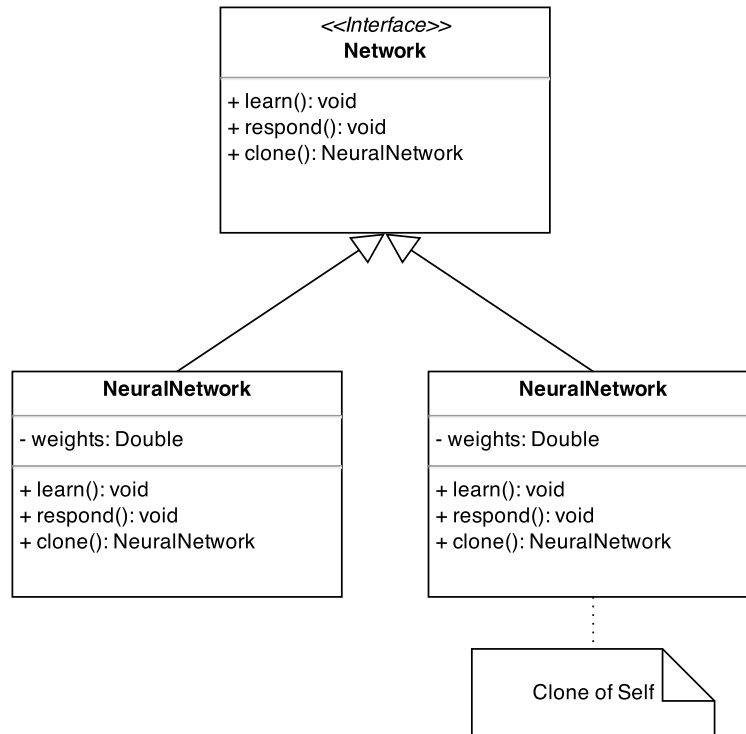 <<Interface>>
Network
+ learn(): void
+ respond(): void
+ clone(): NeuralNetwork
NeuralNetwork
- weights: Double
+ learn(): void
+ respond(): void
+ clone(): NeuralNetwork
NeuralNetwork
- weights: Double
+ learn(): void
+ respond(): void
+ clone(): NeuralNetwork
Clone of Self